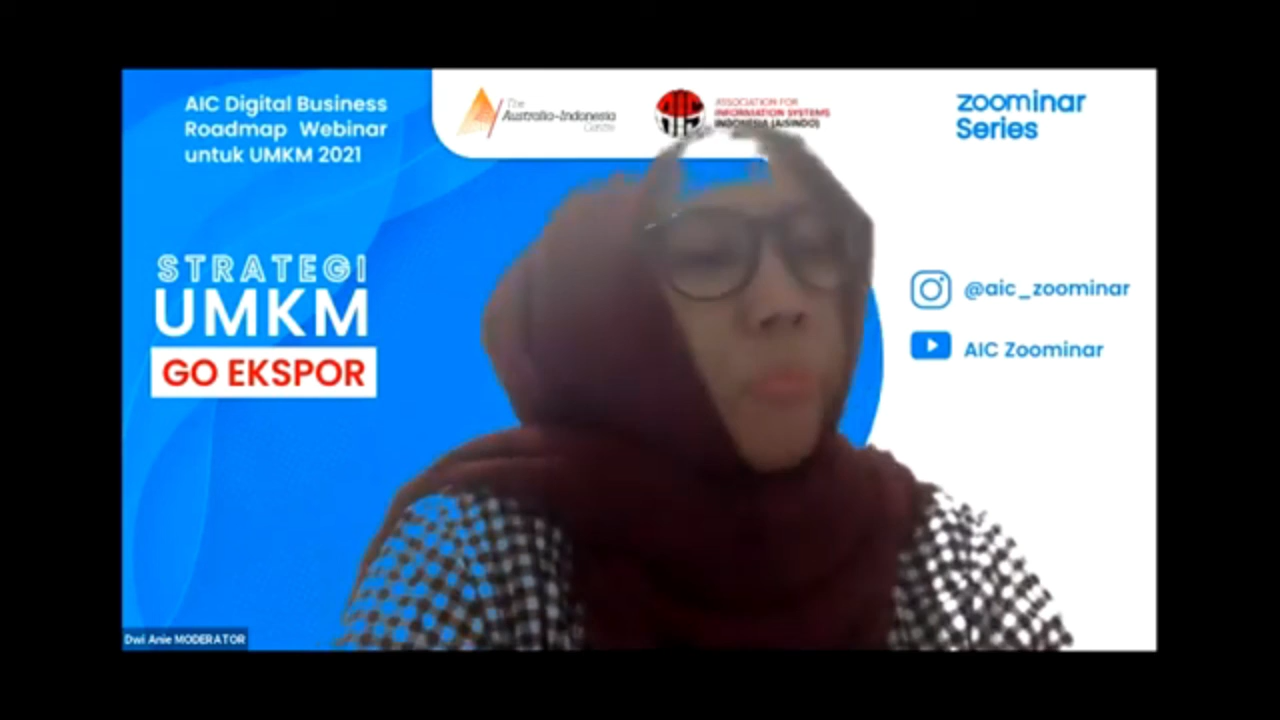 AIC Digital Business
Roadmap Webinar
untuk UMKM 2021
The
Australia-Indonesia
Centre
ASSOCIATION FOR
INFORMATION SYSTEMS
INDONESIA (AISINDO)
zoominar
Series
STRATEGI
UMKM
GO EKSPOR
@aic_zoominar
AIC Zoominar
Dwi Anie MODERATOR